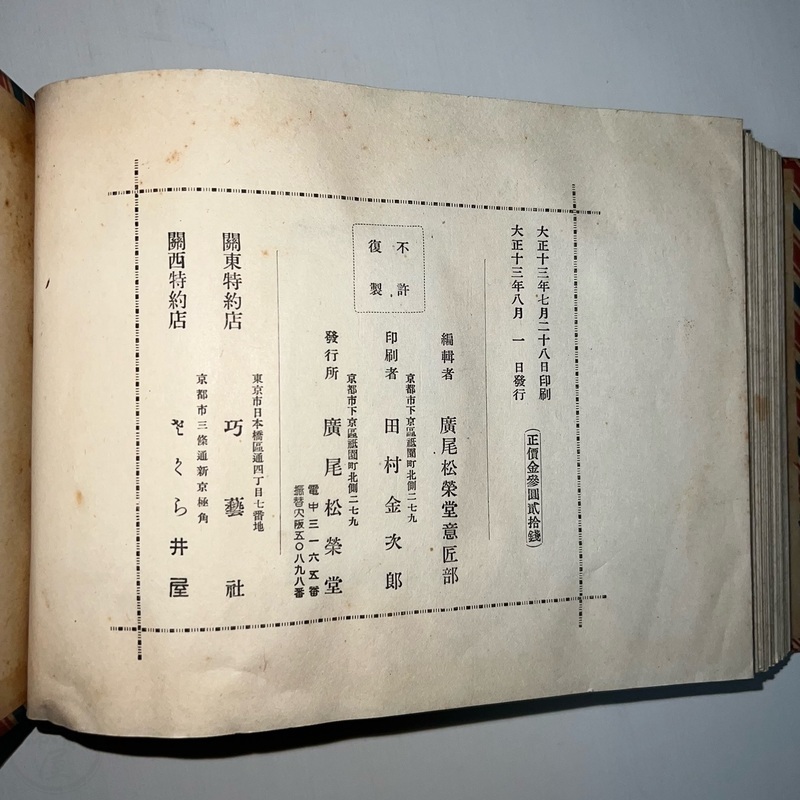 大正十三年七月二十八日印刷
大正十三年八月一日發行
(正價金參圓貳拾錢)
不許
復製
編輯者 廣尾松榮堂意匠部
京都市下京區祇園町北側二七九
印刷者 田村金次郎
京都市下京區祇園町北側二七九
發行所 廣尾松榮堂
電中三一六五番
振替大阪五〇八九八番
東京市日本橋區通四丁目七番地
關東特約店 巧藝社
京都市三條通新京極角
關西特約店 さくら井屋